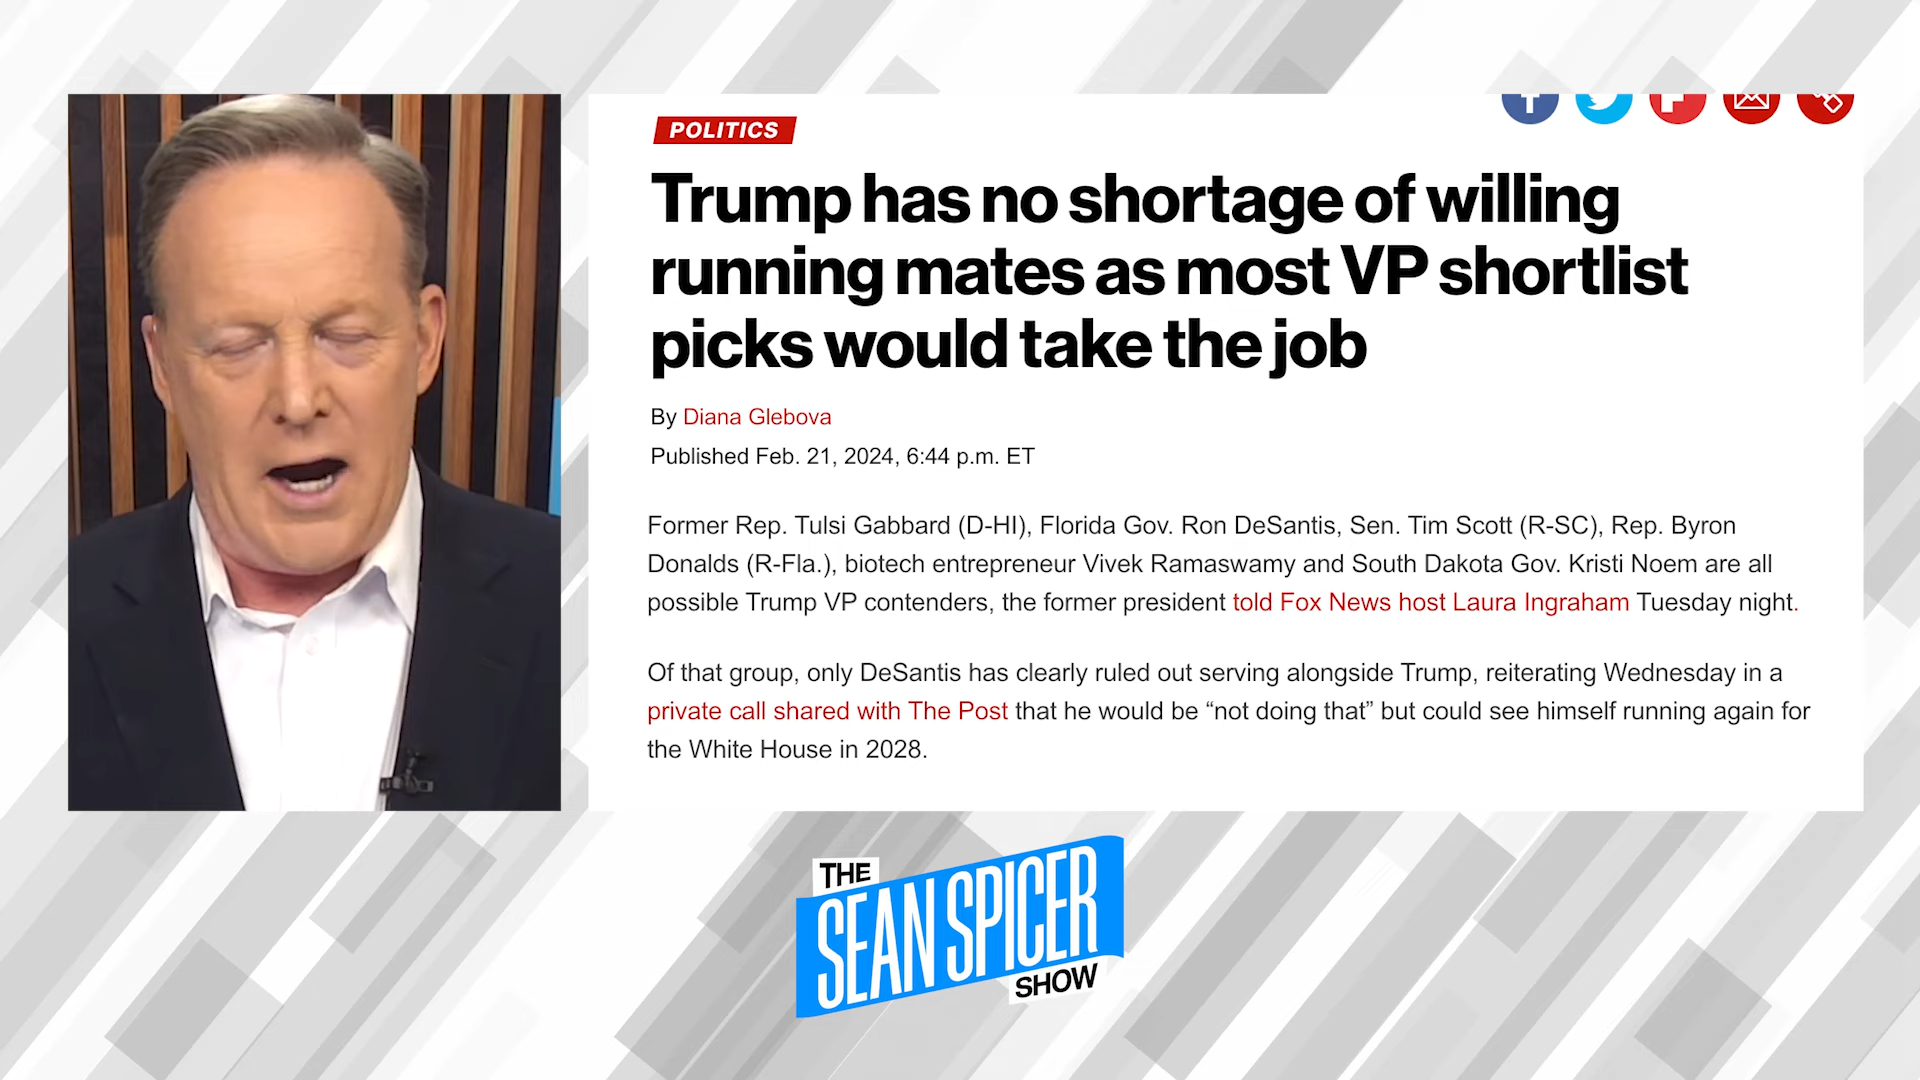 POLITICS
Trump has no shortage of willing
running mates as most VP shortlist
picks would take the job
By Diana Glebova
Published Feb. 21, 2024, 6:44 p.m. ET
Former Rep. Tulsi Gabbard (D-HI), Florida Gov. Ron DeSantis, Sen. Tim Scott (R-SC), Rep. Byron
Donalds (R-Fla.), biotech entrepreneur Vivek Ramaswamy and South Dakota Gov. Kristi Noem are all
possible Trump VP contenders, the former president told Fox News host Laura Ingraham Tuesday night.
Of that group, only DeSantis has clearly ruled out serving alongside Trump, reiterating Wednesday in a
private call shared with The Post that he would be “not doing that” but could see himself running again for
the White House in 2028.
THE
SEAN SPICER
SHOW